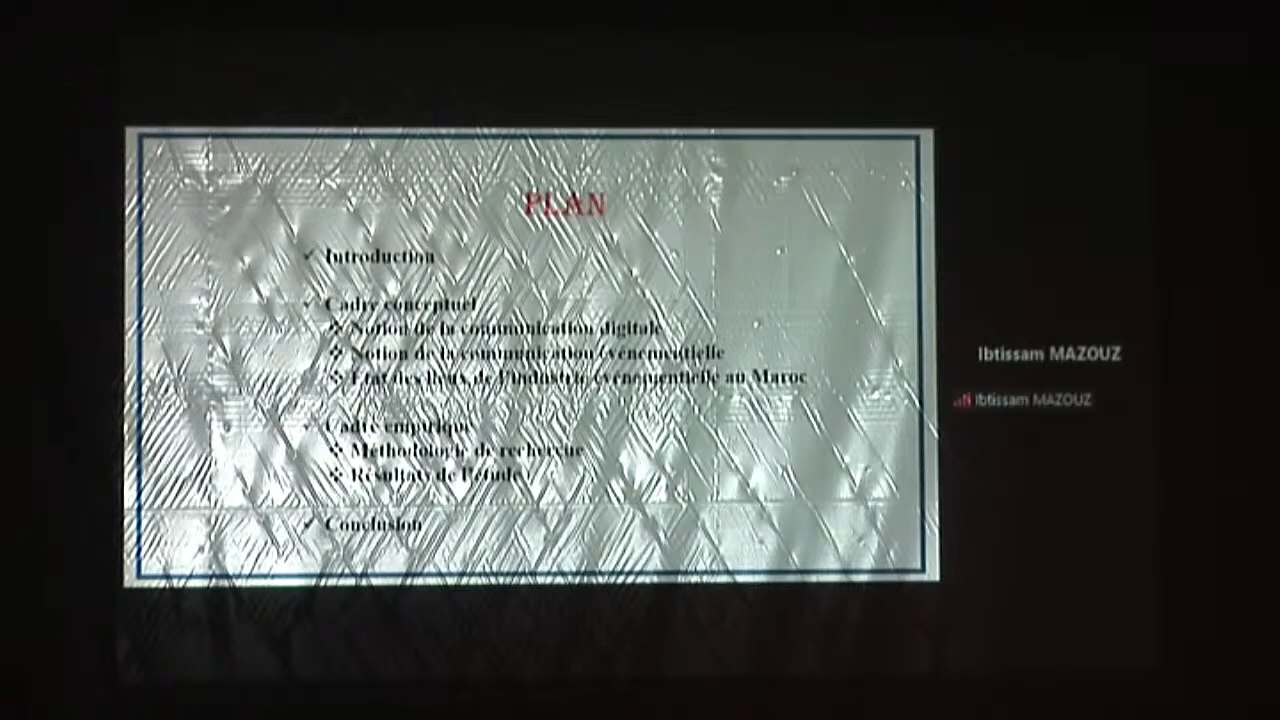 PLAN
✓ Introduction
✓ Cadre conceptuel
❖ Notion de la communication digitale
❖ Notion de la communication événementielle
❖ Etat des lieux de l'industrie événementielle au Maroc
✓ Cadre empirique
❖ Méthodologie de recherche
❖ Résultats de l'étude
✓ Conclusion
Ibtissam MAZOUZ
Ibtissam MAZOUZ